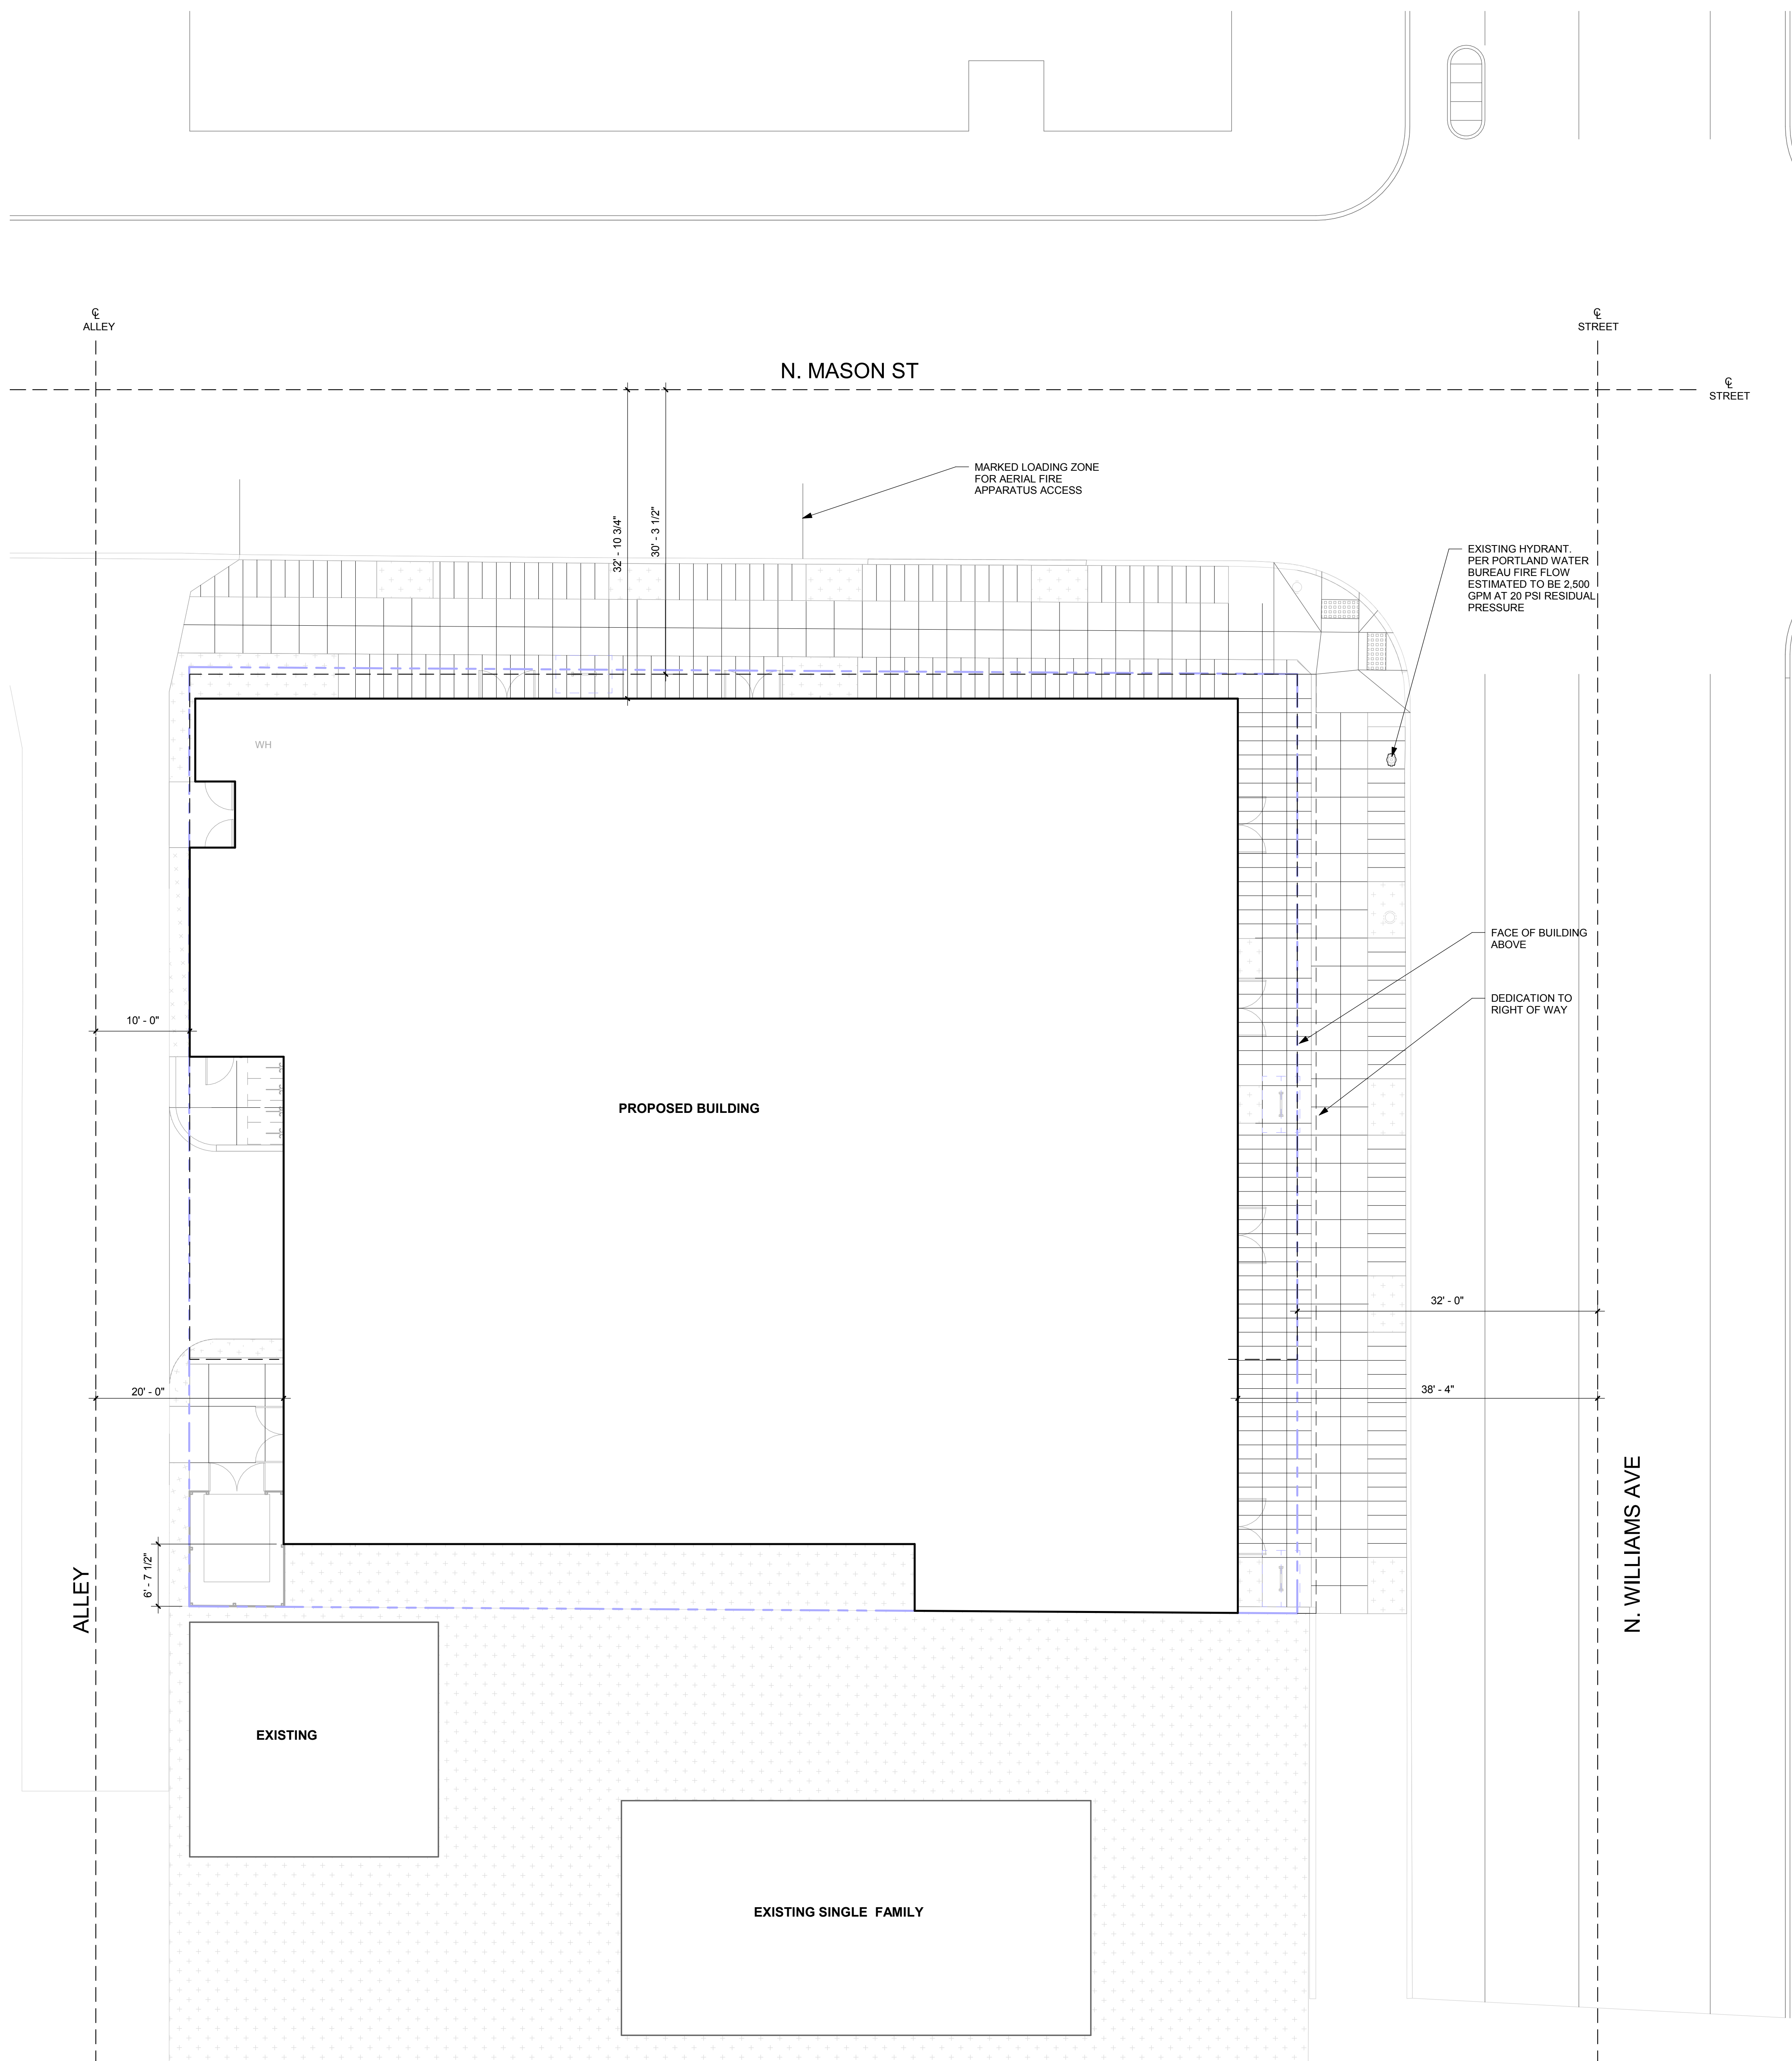 ℄
ALLEY
℄
STREET
N. MASON ST
℄
STREET
MARKED LOADING ZONE
FOR AERIAL FIRE
APPARATUS ACCESS
32' - 10 3/4"
30' - 3 1/2"
EXISTING HYDRANT.
PER PORTLAND WATER
BUREAU FIRE FLOW
ESTIMATED TO BE 2,500
GPM AT 20 PSI RESIDUAL
PRESSURE
WH
FACE OF BUILDING
ABOVE
DEDICATION TO
RIGHT OF WAY
10' - 0"
PROPOSED BUILDING
32' - 0"
20' - 0"
38' - 4"
6' - 7 1/2"
ALLEY
N. WILLIAMS AVE
EXISTING
EXISTING SINGLE  FAMILY